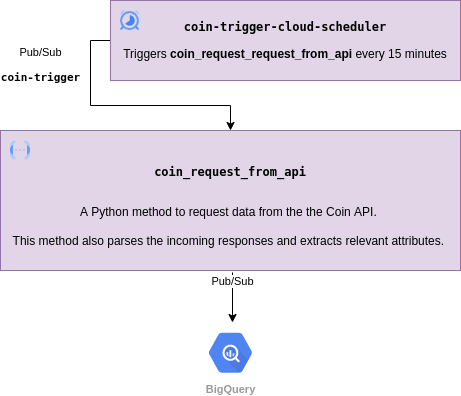 coin-trigger-cloud-scheduler
Triggers coin_request_request_from_api every 15 minutes
Pub/Sub
coin-trigger
coin_request_from_api
A Python method to request data from the the Coin API.
This method also parses the incoming responses and extracts relevant attributes.
Pub/Sub
BigQuery